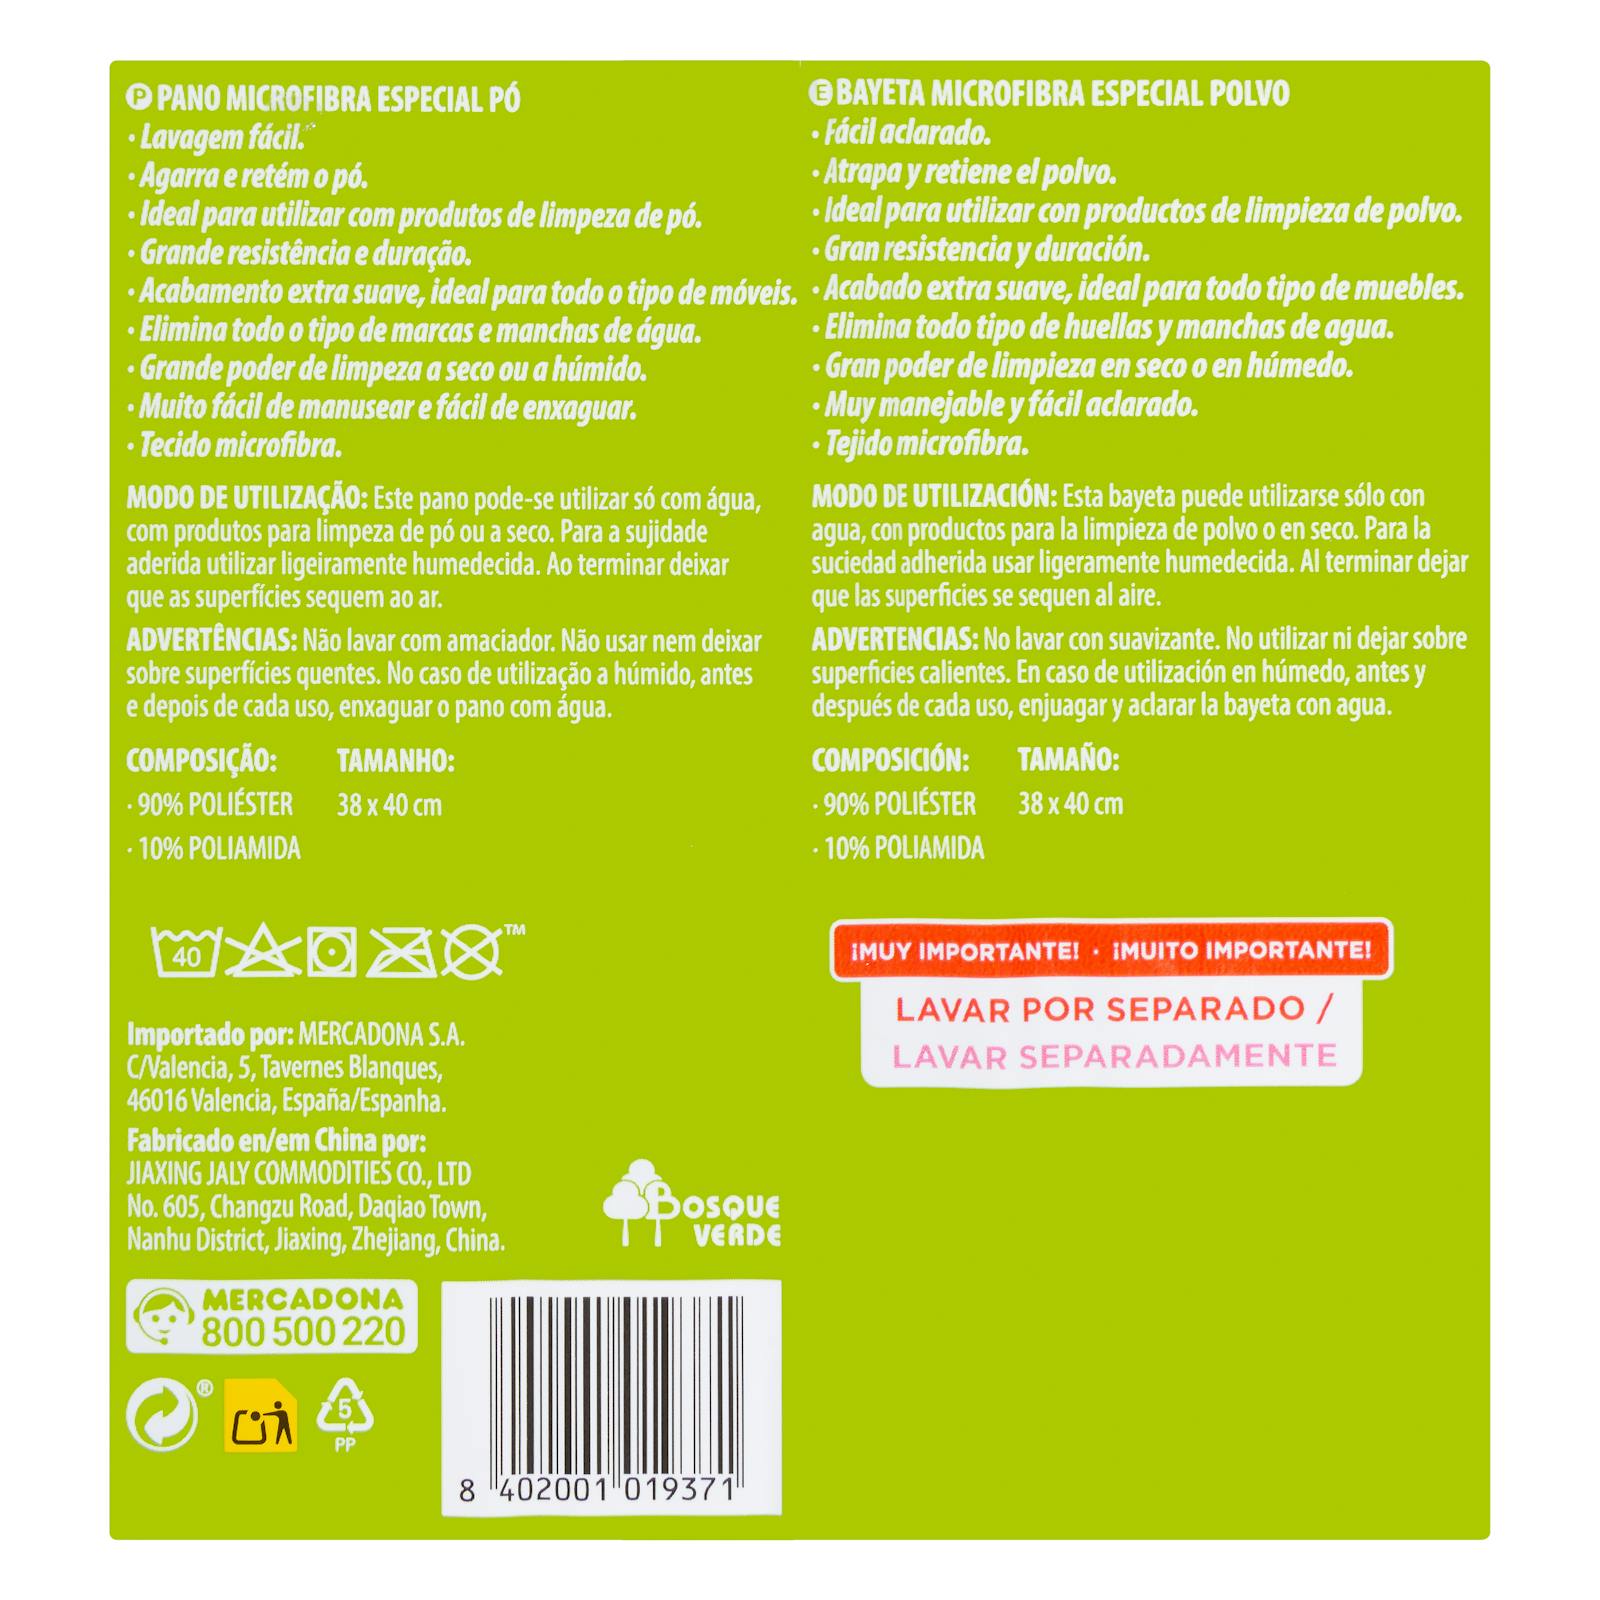 P PANO MICROFIBRA ESPECIAL PÓ
· Lavagem fácil.
· Agarra e retém o pó.
· Ideal para utilizar com produtos de limpeza de pó.
· Grande resistência e duração.
· Acabamento extra suave, ideal para todo o tipo de móveis.
· Elimina todo o tipo de marcas e manchas de água.
· Grande poder de limpeza a seco ou a húmido.
· Muito fácil de manusear e fácil de enxaguar.
· Tecido microfibra.
MODO DE UTILIZAÇÃO: Este pano pode-se utilizar só com água,
com produtos para limpeza de pó ou a seco. Para a sujidade
aderida utilizar ligeiramente humedecida. Ao terminar deixar
que as superfícies sequem ao ar.
ADVERTÊNCIAS: Não lavar com amaciador. Não usar nem deixar
sobre superfícies quentes. No caso de utilização a húmido, antes
e depois de cada uso, enxaguar o pano com água.
COMPOSIÇÃO: TAMANHO:
· 90% POLIÉSTER 38 x 40 cm
· 10% POLIAMIDA
40 TM
Importado por: MERCADONA S.A.
C/Valencia, 5, Tavernes Blanques,
46016 Valencia, España/Espanha.
Fabricado en/em China por:
JIAXING JALY COMMODITIES CO., LTD
No. 605, Changzu Road, Daqiao Town,
Nanhu District, Jiaxing, Zhejiang, China.
BOSQUE
VERDE
MERCADONA
800 500 220
®
5
PP
8 402001 019371
E BAYETA MICROFIBRA ESPECIAL POLVO
· Fácil aclarado.
· Atrapa y retiene el polvo.
· Ideal para utilizar con productos de limpieza de polvo.
· Gran resistencia y duración.
· Acabado extra suave, ideal para todo tipo de muebles.
· Elimina todo tipo de huellas y manchas de agua.
· Gran poder de limpieza en seco o en húmedo.
· Muy manejable y fácil aclarado.
· Tejido microfibra.
MODO DE UTILIZACIÓN: Esta bayeta puede utilizarse sólo con
agua, con productos para la limpieza de polvo o en seco. Para la
suciedad adherida usar ligeramente humedecida. Al terminar dejar
que las superficies se sequen al aire.
ADVERTENCIAS: No lavar con suavizante. No utilizar ni dejar sobre
superficies calientes. En caso de utilización en húmedo, antes y
después de cada uso, enjuagar y aclarar la bayeta con agua.
COMPOSICIÓN: TAMAÑO:
· 90% POLIÉSTER 38 x 40 cm
· 10% POLIAMIDA
¡MUY IMPORTANTE! · ¡MUITO IMPORTANTE!
LAVAR POR SEPARADO /
LAVAR SEPARADAMENTE